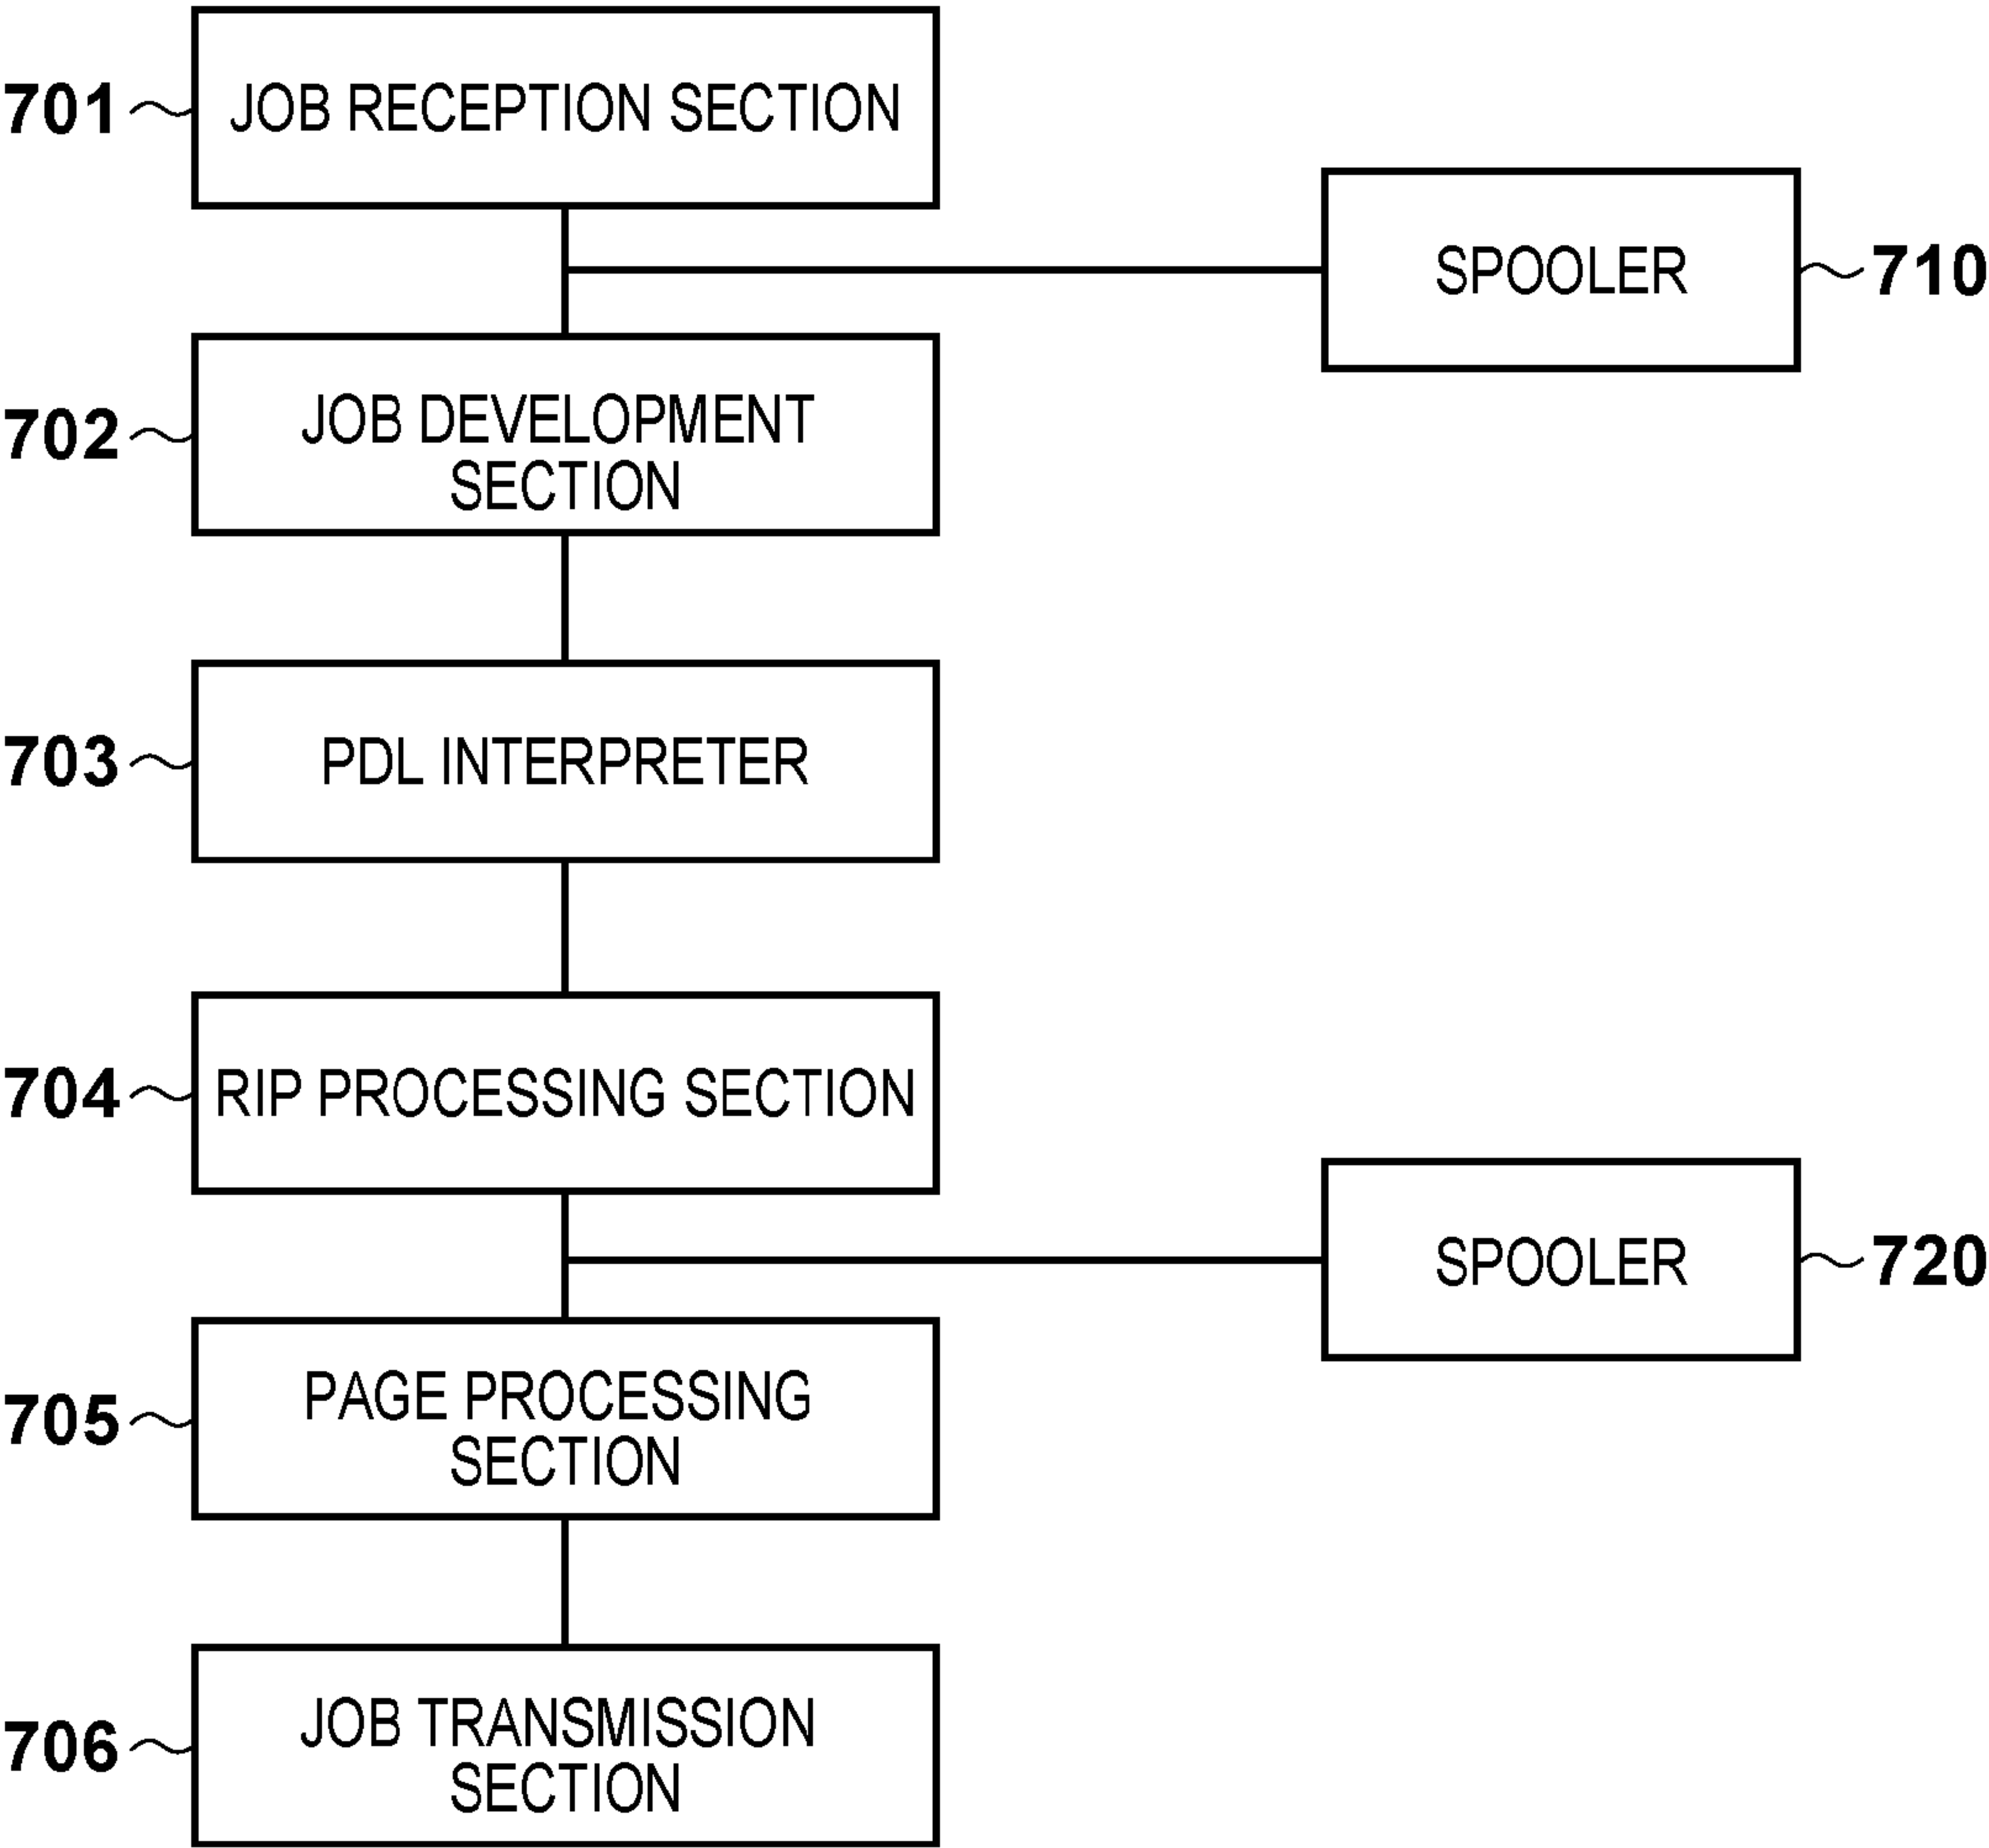 701 JOB RECEPTION SECTION
SPOOLER 710
702 JOB DEVELOPMENT
SECTION
703 PDL INTERPRETER
704 RIP PROCESSING SECTION
SPOOLER 720
705 PAGE PROCESSING
SECTION
706 JOB TRANSMISSION
SECTION